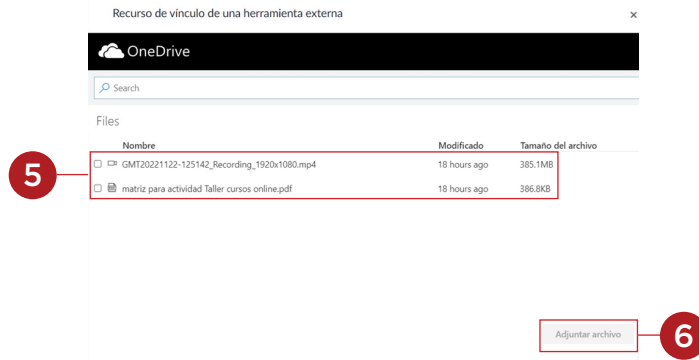 Recurso de vínculo de una herramienta externa ×
OneDrive
Search
Files
Nombre Modificado Tamaño del archivo
5
GMT20221122-125142_Recording_1920x1080.mp4 18 hours ago 385.1MB
matriz para actividad Taller cursos online.pdf 18 hours ago 386.8KB
Adjuntar archivo
6